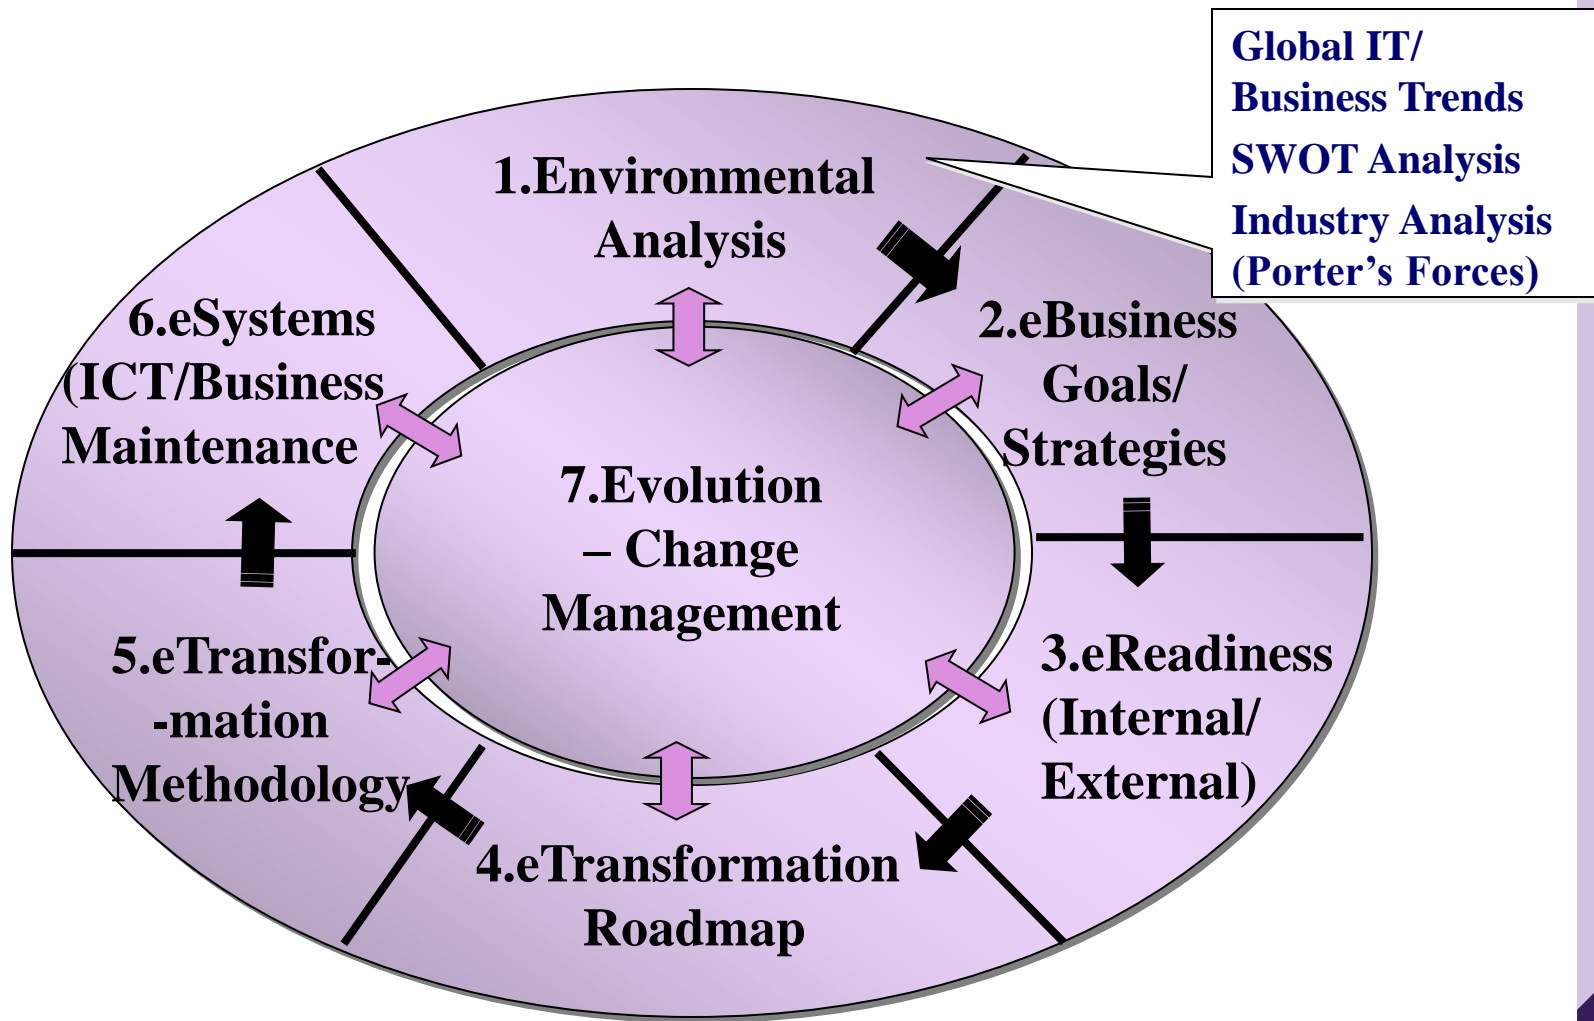 Global IT/
Business Trends
SWOT Analysis
Industry Analysis
(Porter’s Forces)
1.Environmental
Analysis
2.eBusiness
Goals/
Strategies
3.eReadiness
(Internal/
External)
4.eTransformation
Roadmap
5.eTransfor-
-mation
Methodology
6.eSystems
(ICT/Business
Maintenance
7.Evolution
– Change
Management